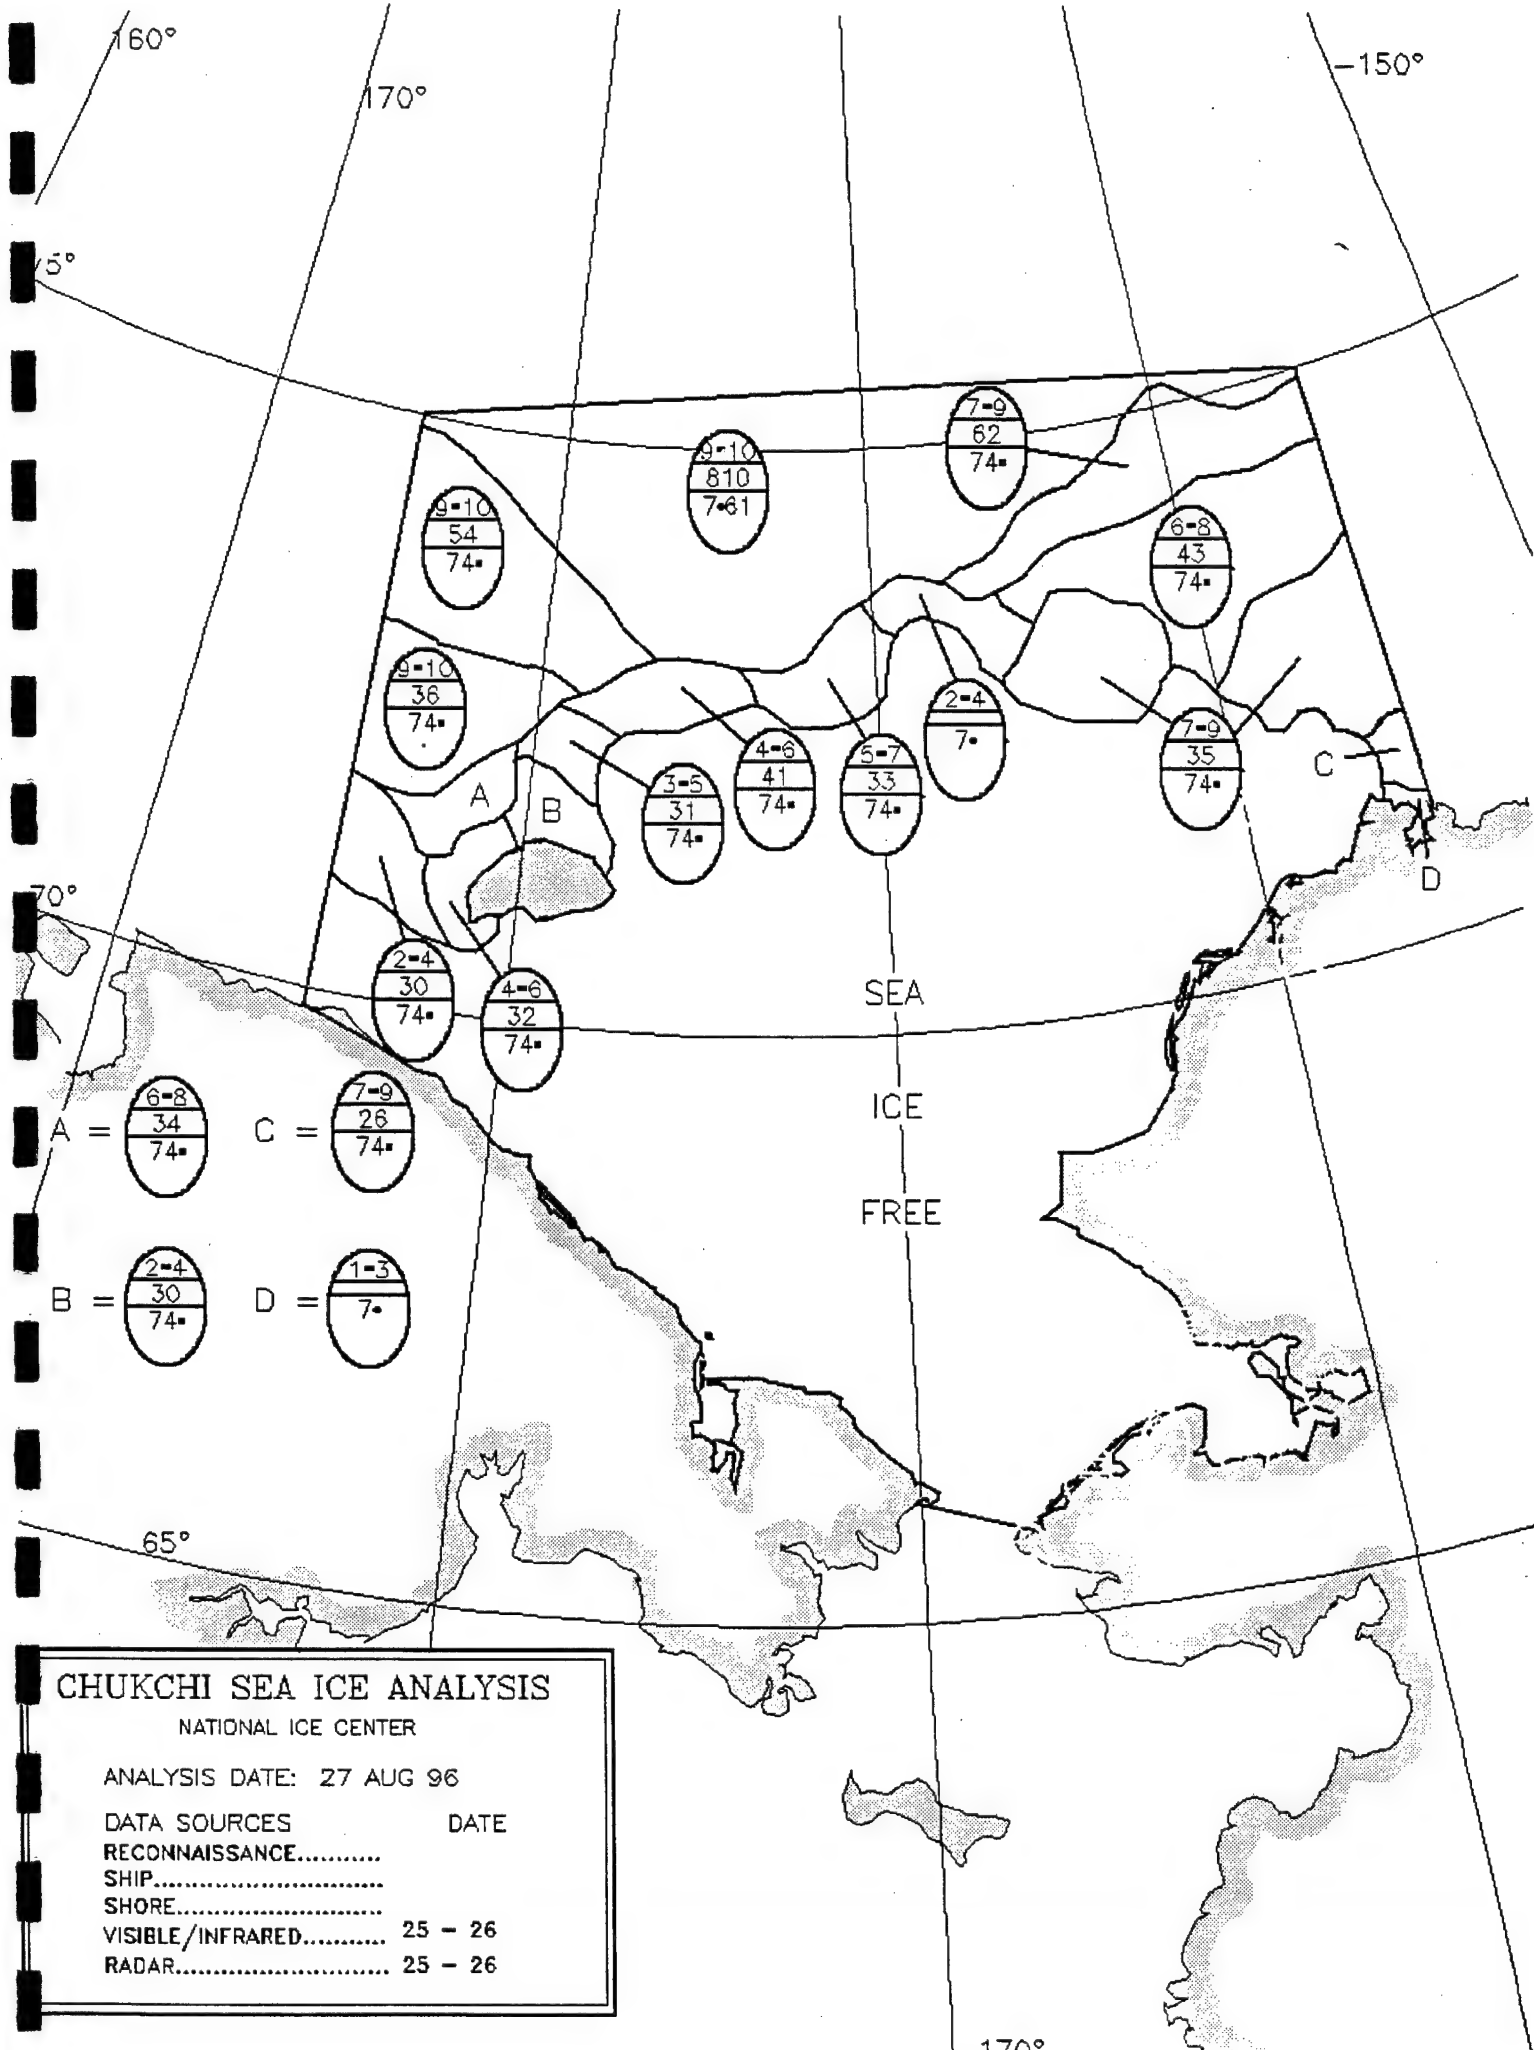 160°
170°
-150°
75°
7-9
62
74▪
9-10
810
7•61
9-10
54
74▪
6-8
43
74▪
9-10
36
74▪
2-4
7•
7-9
35
74▪
4-6
41
74▪
5-7
33
74▪
3-5
31
74▪
A
B
C
D
70°
2-4
30
74▪
4-6
32
74▪
SEA
ICE
FREE
A =
6-8
34
74▪
C =
7-9
26
74▪
B =
2-4
30
74▪
D =
1-3
7•
65°
CHUKCHI SEA ICE ANALYSIS
NATIONAL ICE CENTER
ANALYSIS DATE: 27 AUG 96
DATA SOURCES DATE
RECONNAISSANCE...........
SHIP...........................
SHORE.........................
VISIBLE/INFRARED........... 25 - 26
RADAR........................... 25 - 26
170°